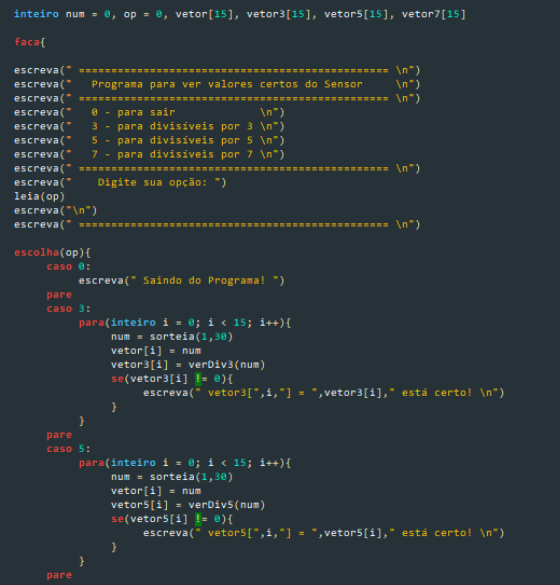 inteiro num = 0, op = 0, vetor[15], vetor3[15], vetor5[15], vetor7[15]
faca{
escreva(" ================================================ \n")
escreva("   Programa para ver valores certos do Sensor     \n")
escreva(" ================================================ \n")
escreva("   0 - para sair             \n")
escreva("   3 - para divisíveis por 3 \n")
escreva("   5 - para divisíveis por 5 \n")
escreva("   7 - para divisíveis por 7 \n")
escreva(" ================================================ \n")
escreva("    Digite sua opção: ")
leia(op)
escreva("\n")
escreva(" ================================================ \n")
escolha(op){
caso 0:
escreva(" Saindo do Programa! ")
pare
caso 3:
para(inteiro i = 0; i < 15; i++){
num = sorteia(1,30)
vetor[i] = num
vetor3[i] = verDiv3(num)
se(vetor3[i] != 0){
escreva(" vetor3[",i,"] = ",vetor3[i]," está certo! \n")
}
}
pare
caso 5:
para(inteiro i = 0; i < 15; i++){
num = sorteia(1,30)
vetor[i] = num
vetor5[i] = verDiv5(num)
se(vetor5[i] != 0){
escreva(" vetor5[",i,"] = ",vetor5[i]," está certo! \n")
}
}
pare